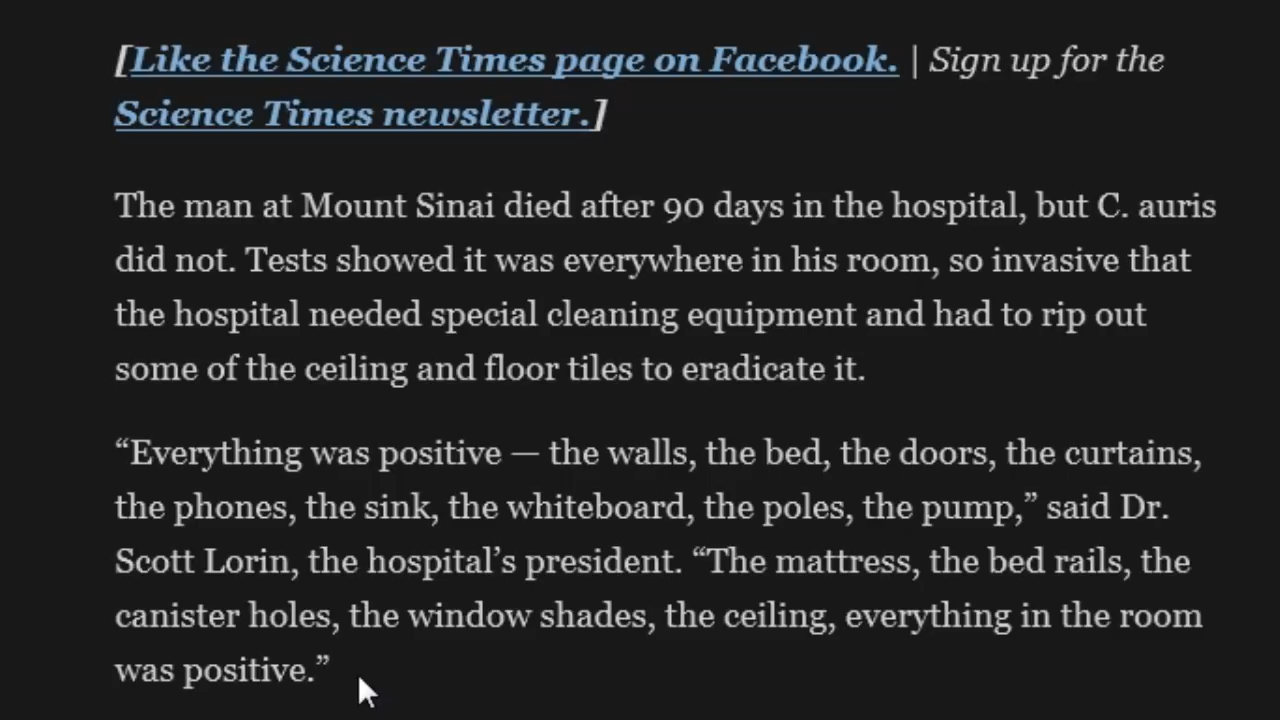 [Like the Science Times page on Facebook. | Sign up for the
Science Times newsletter.]
The man at Mount Sinai died after 90 days in the hospital, but C. auris
did not. Tests showed it was everywhere in his room, so invasive that
the hospital needed special cleaning equipment and had to rip out
some of the ceiling and floor tiles to eradicate it.
“Everything was positive — the walls, the bed, the doors, the curtains,
the phones, the sink, the whiteboard, the poles, the pump,” said Dr.
Scott Lorin, the hospital’s president. “The mattress, the bed rails, the
canister holes, the window shades, the ceiling, everything in the room
was positive.”